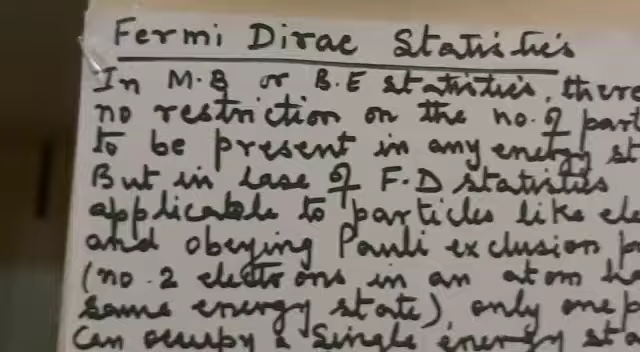 Fermi Dirac Statistics
In M.B or B.E statistics, there
no restriction on the no. of part
to be present in any energy st
But in case of F.D statistics
applicable to particles like ele
and obeying Pauli exclusion p
(no. 2 electrons in an atom ha
same energy state) only one p
can occupy a single energy sta